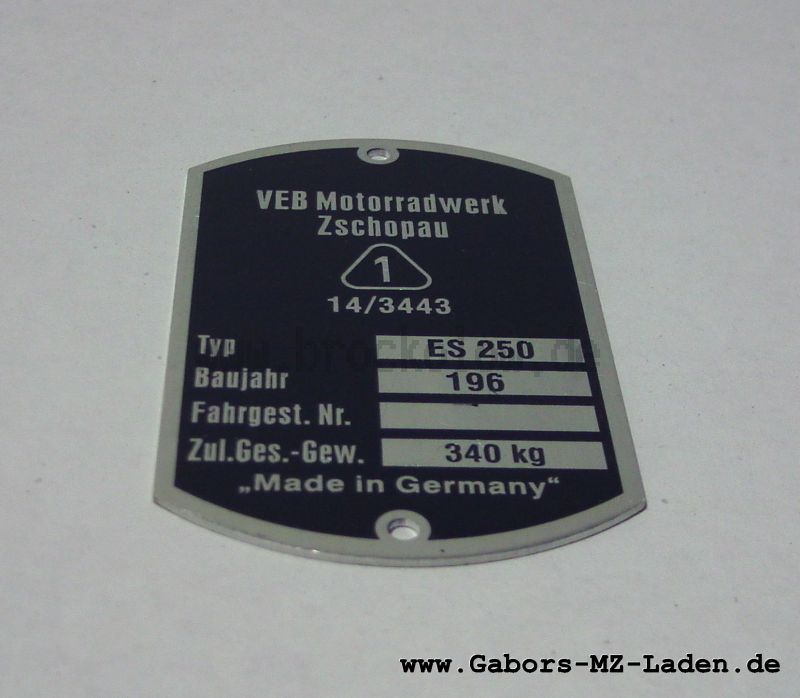 VEB Motorradwerk
Zschopau
1
14/3443
Typ ES 250
Baujahr 196
Fahrgest. Nr.
Zul.Ges.-Gew. 340 kg
„Made in Germany“
www.Gabors-MZ-Laden.de